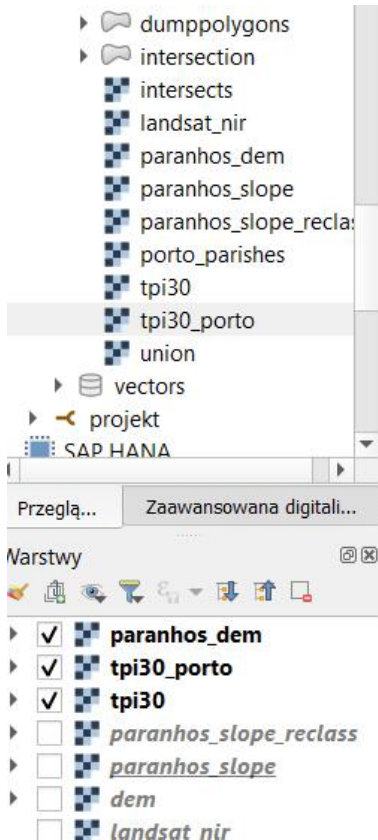 dumppolygons
intersection
intersects
landsat_nir
paranhos_dem
paranhos_slope
paranhos_slope_reclas
porto_parishes
tpi30
tpi30_porto
union
vectors
projekt
SAP HANA
Przeglą... Zaawansowana digitali...
Warstwy
paranhos_dem
tpi30_porto
tpi30
paranhos_slope_reclass
paranhos_slope
dem
landsat_nir